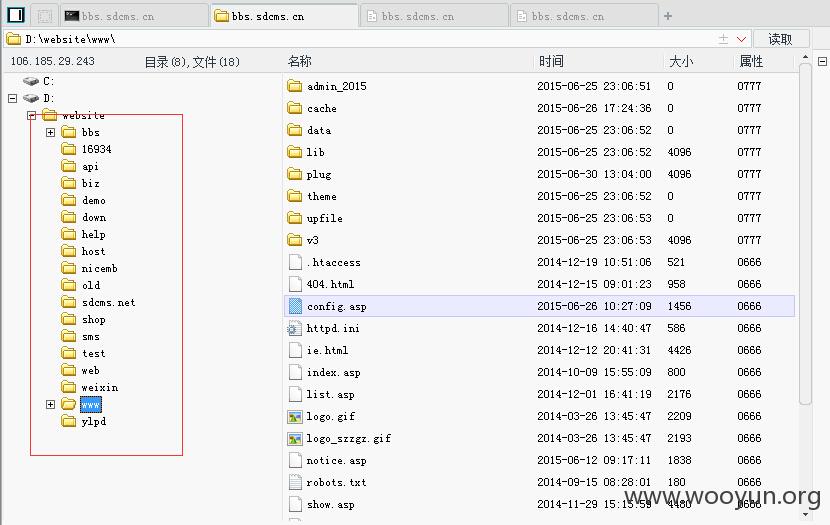 bbs.sdcms.cn bbs.sdcms.cn bbs.sdcms.cn bbs.sdcms.cn +
D:\website\www\ 读取
106.185.29.243 目录(8),文件(18) 名称 时间 大小 属性
C:
D:
website
bbs
16934
api
biz
demo
down
help
host
nicemb
old
sdcms.net
shop
sms
test
web
weixin
www
ylpd
admin_2015 2015-06-25 23:06:51 0 0777
cache 2015-06-26 17:24:36 0 0777
data 2015-06-25 23:06:52 0 0777
lib 2015-06-25 23:06:52 4096 0777
plug 2015-06-30 13:04:00 4096 0777
theme 2015-06-25 23:06:52 0 0777
upfile 2015-06-25 23:06:53 0 0777
v3 2015-06-25 23:06:53 4096 0777
.htaccess 2014-12-19 10:51:06 521 0666
404.html 2014-12-15 09:01:23 958 0666
config.asp 2015-06-26 10:27:09 1456 0666
httpd.ini 2014-12-16 14:40:47 586 0666
ie.html 2014-12-12 20:41:31 4426 0666
index.asp 2014-10-09 15:55:09 800 0666
list.asp 2014-12-01 16:41:19 2176 0666
logo.gif 2014-03-26 13:45:47 2209 0666
logo_szzgz.gif 2014-03-26 13:45:47 2193 0666
notice.asp 2015-06-12 09:17:11 1838 0666
robots.txt 2014-09-15 08:28:01 180 0666
show.asp 2014-11-29 15:15:59 4480 0666
www.wooyun.org